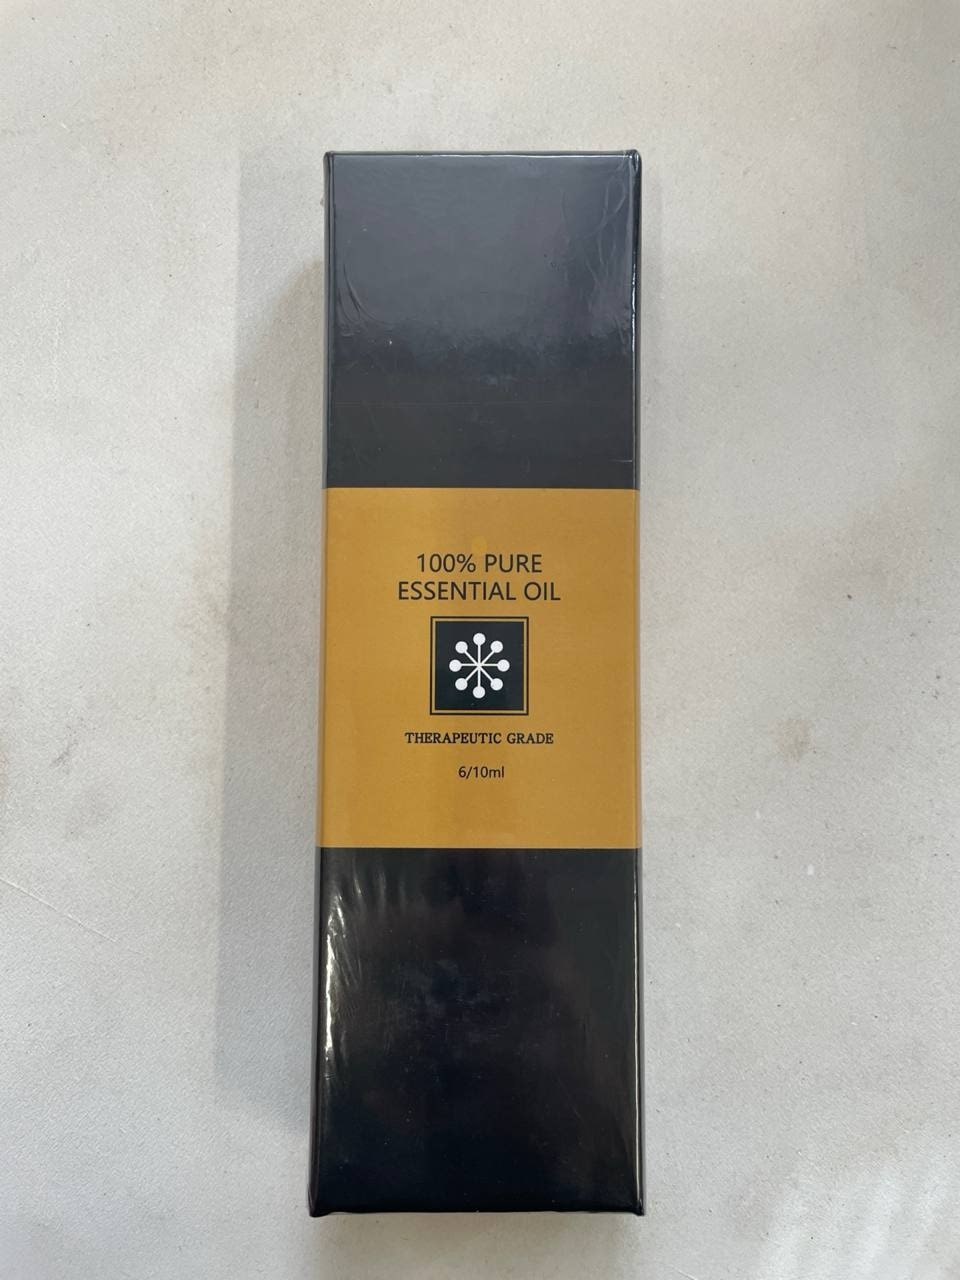 100% PURE
ESSENTIAL OIL
THERAPEUTIC GRADE
6/10ml